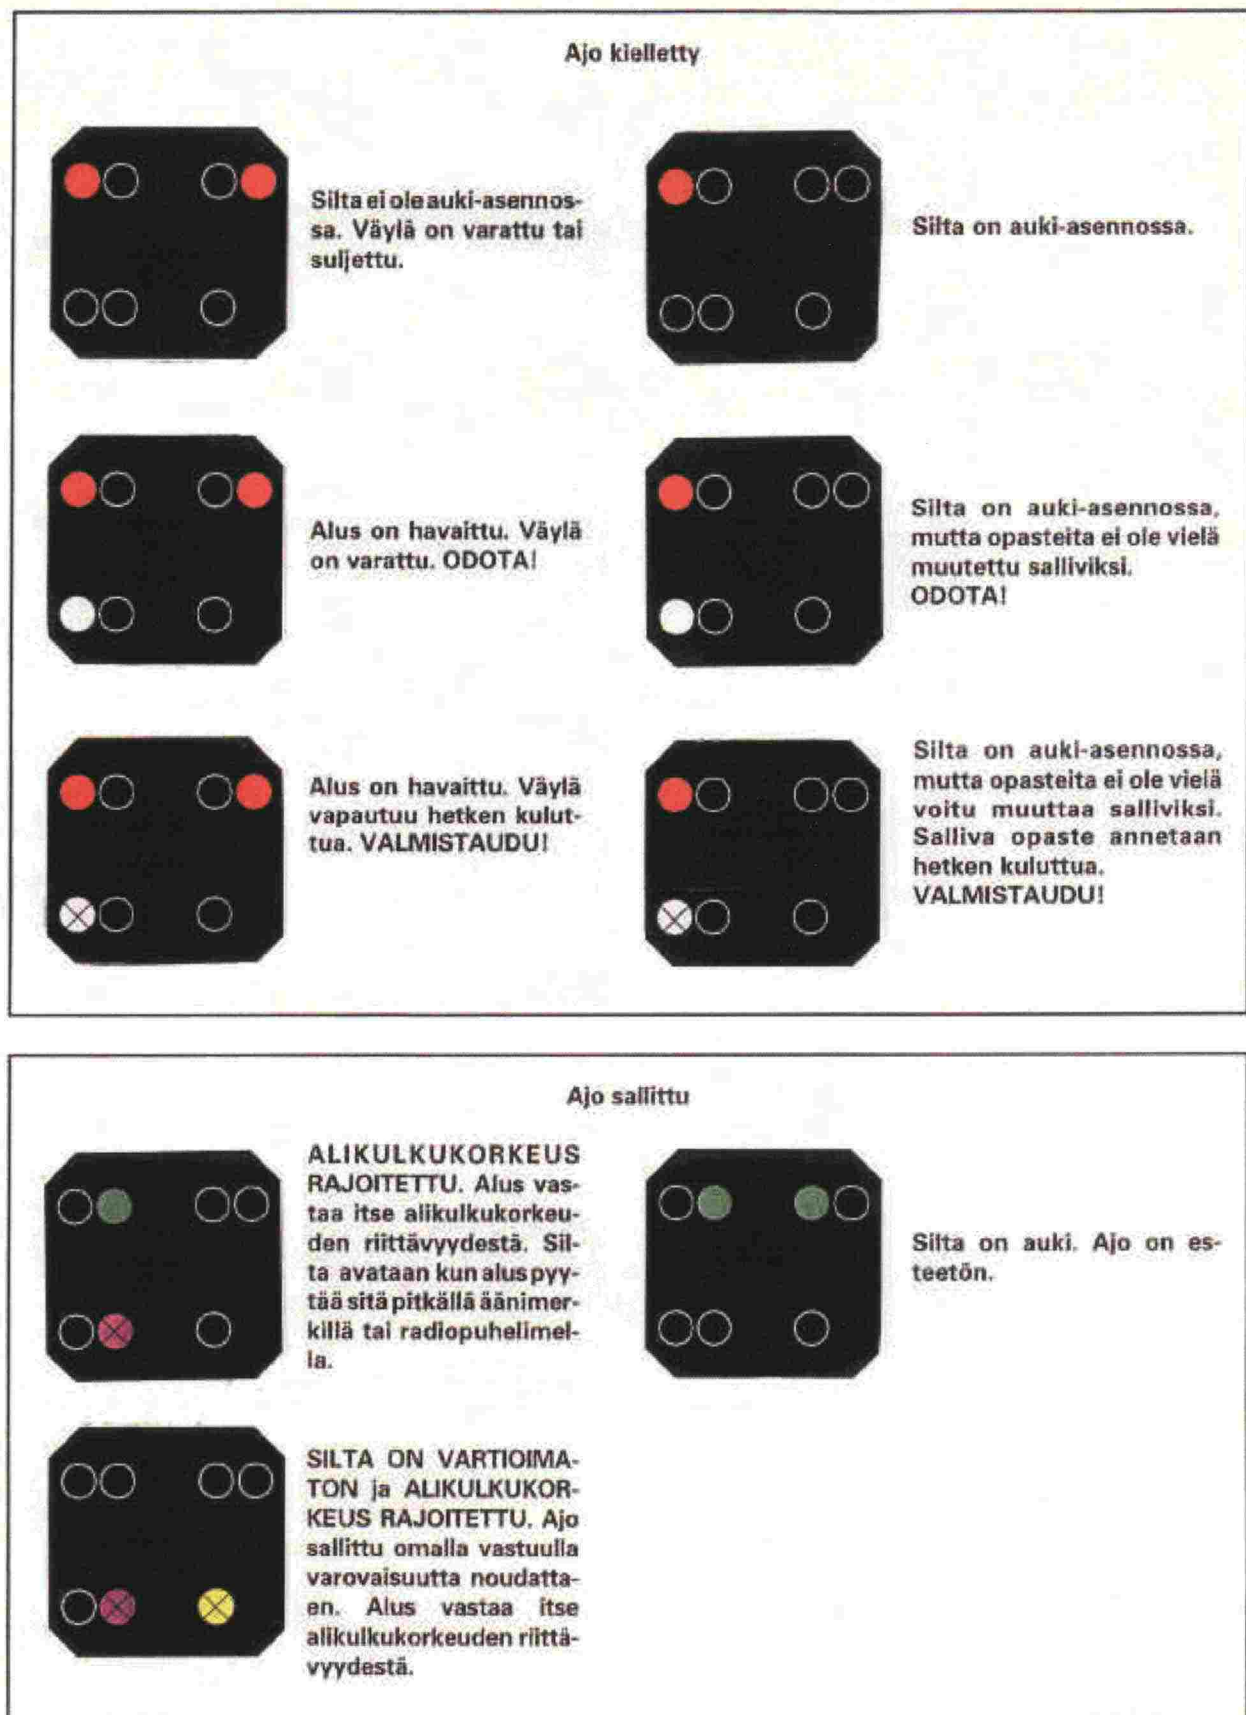 Ajo kielletty
Silta ei ole auki-asennos-
sa. Väylä on varattu tai
suljettu.
Silta on auki-asennossa.
Alus on havaittu. Väylä
on varattu. ODOTA!
Silta on auki-asennossa,
mutta opasteita ei ole vielä
muutettu salliviksi.
ODOTA!
Alus on havaittu. Väylä
vapautuu hetken kulut-
tua. VALMISTAUDU!
Silta on auki-asennossa,
mutta opasteita ei ole vielä
voitu muuttaa salliviksi.
Salliva opaste annetaan
hetken kuluttua.
VALMISTAUDU!
Ajo sallittu
ALIKULKUKORKEUS
RAJOITETTU. Alus vas-
taa itse alikulkukorkeu-
den riittävyydestä. Sil-
ta avataan kun alus pyy-
tää sitä pitkällä äänimer-
killä tai radiopuhelimel-
la.
Silta on auki. Ajo on es-
teetön.
SILTA ON VARTIOIMA-
TON ja ALIKULKUKOR-
KEUS RAJOITETTU. Ajo
sallittu omalla vastuulla
varovaisuutta noudatta-
en. Alus vastaa itse
alikulkukorkeuden riittä-
vyydestä.